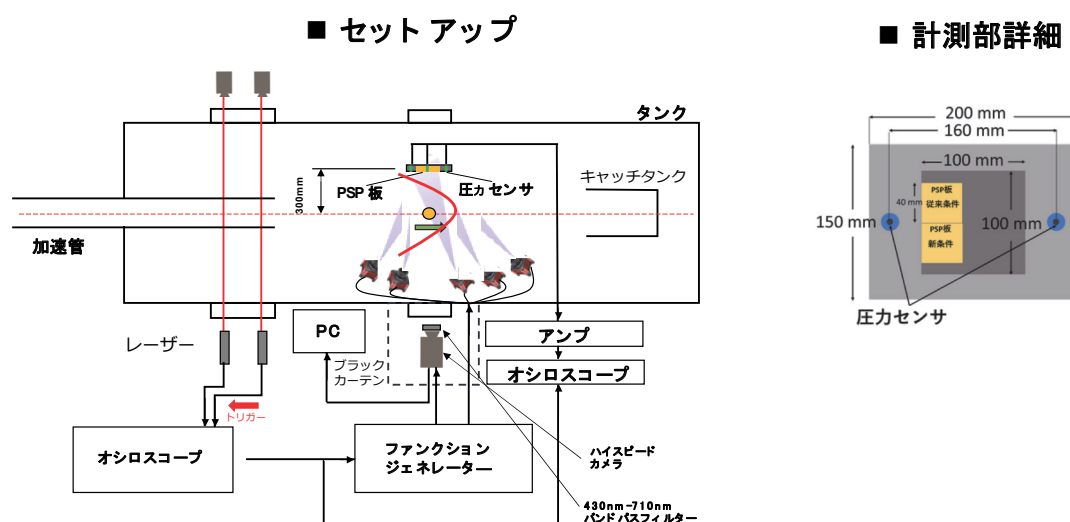 ■ セットアップ
■ 計測部詳細
タンク
300mm
PSP 板
圧力センサ
キャッチタンク
加速管
レーザー
トリガー
PC
ブラック
カーテン
アンプ
オシロスコープ
オシロスコープ
ファンクション
ジェネレーター
ハイスピード
カメラ
430nm-710nm
バンドパスフィルター
200 mm
160 mm
100 mm
PSP板
従来条件
40 mm
150 mm
100 mm
PSP板
新条件
圧力センサ